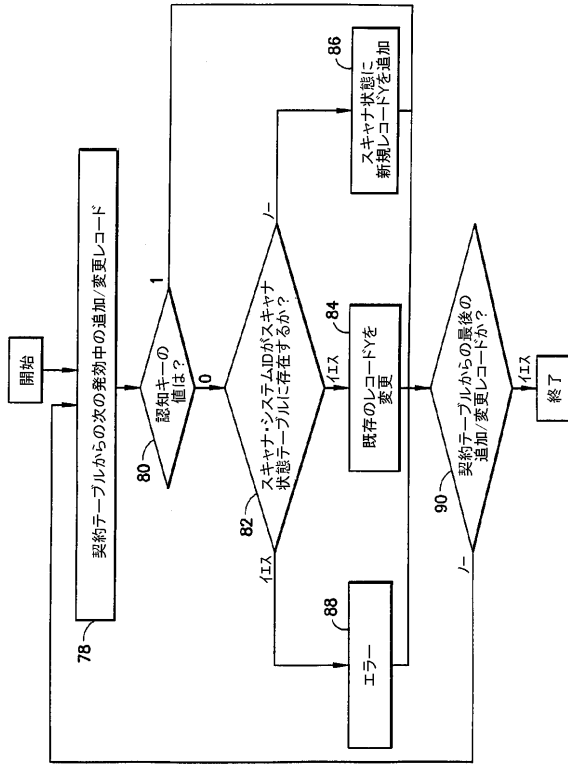 開始
契約テーブルからの次の発効中の追加/変更レコード
78
認知キーの
値は?
80
1
0
スキャナ・システムIDがスキャナ
状態テーブルに存在するか?
82
イエス
イエス
ノー
エラー
88
既存のレコードYを
変更
84
スキャナ状態に
新規レコードYを追加
86
契約テーブルからの最後の
追加/変更レコードか?
90
ノー
イエス
終了